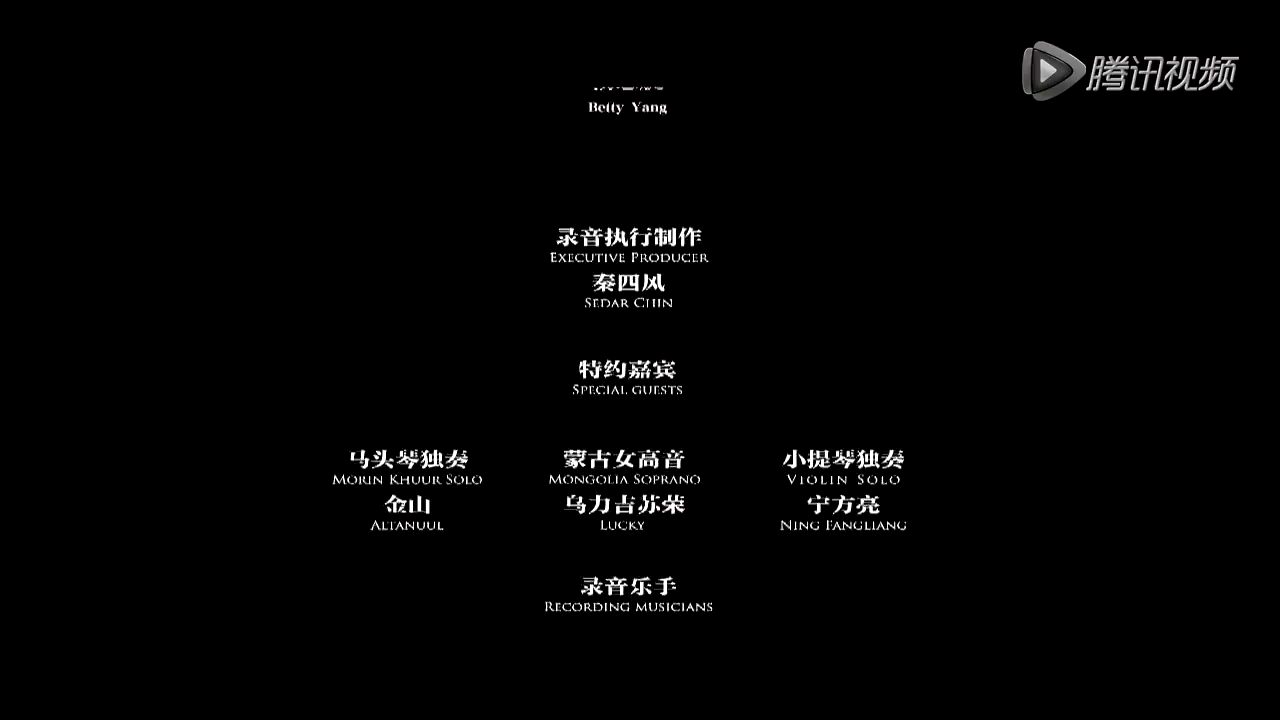 腾讯视频
Betty Yang
录音执行制作
EXECUTIVE PRODUCER
秦四风
SEDAR CHIN
特约嘉宾
SPECIAL GUESTS
马头琴独奏
MORIN KHUUR SOLO
金山
ALTANUUL
蒙古女高音
MONGOLIA SOPRANO
乌力吉苏荣
LUCKY
小提琴独奏
VIOLIN SOLO
宁方亮
NING FANGLIANG
录音乐手
RECORDING MUSICIANS